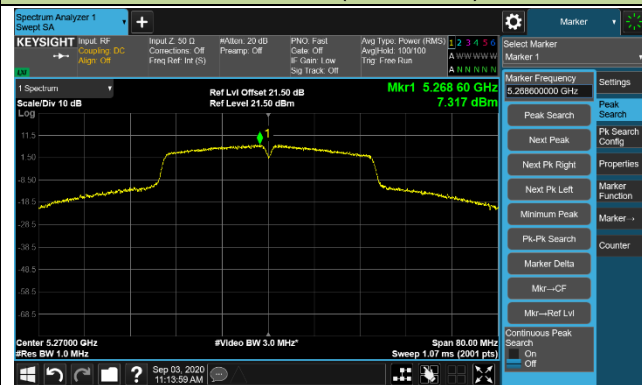 Spectrum Analyzer 1
Swept SA
Marker
KEYSIGHT
Input: RF
Coupling: DC
Align: Off
Input Z: 50 Ω
Corrections: Off
Freq Ref: Int (S)
#Atten: 20 dB
Preamp: Off
PNO: Fast
Gate: Off
IF Gain: Low
Sig Track: Off
Avg Type: Power (RMS)
Avg|Hold: 100/100
Trig: Free Run
1 2 3 4 5 6
A W W W W W
A N N N N N
LXI
Select Marker
Marker 1
1 Spectrum
Scale/Div 10 dB
Log
Ref Lvl Offset 21.50 dB
Ref Level 21.50 dBm
Mkr1 5.268 60 GHz
7.317 dBm
11.5
1.50
-8.50
-18.5
-28.5
-38.5
-48.5
-58.5
-68.5
1
Center 5.27000 GHz
#Res BW 1.0 MHz
#Video BW 3.0 MHz*
Span 80.00 MHz
Sweep 1.07 ms (2001 pts)
Marker Frequency
5.268600000 GHz
Peak Search
Next Peak
Next Pk Right
Next Pk Left
Minimum Peak
Pk-Pk Search
Marker Delta
Mkr→CF
Mkr→Ref Lvl
Continuous Peak
Search
On
Off
Settings
Peak
Search
Pk Search
Config
Properties
Marker
Function
Marker→
Counter
?
Sep 03, 2020
11:13:59 AM